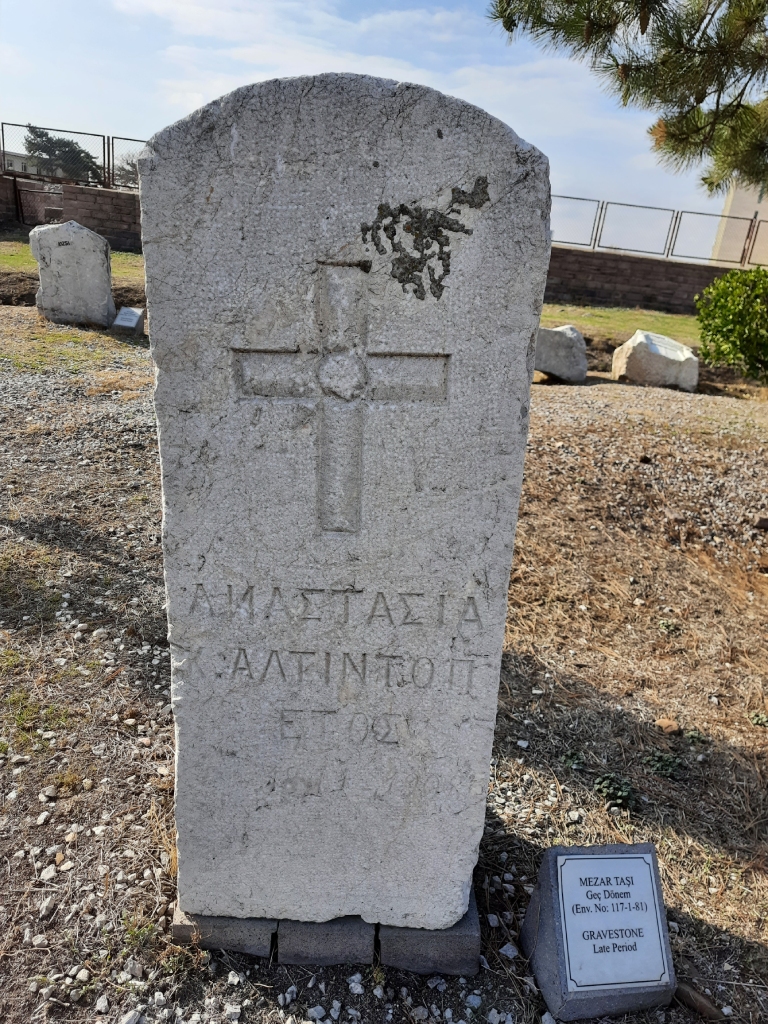 ΑΝΑΣΤΑΣΙΑ
Κ.ΑΛΤΙΝΤΟΠ
ΕΤΟΣ
MEZAR TAŞI
Geç Dönem
(Env. No: 117-1-81)
GRAVESTONE
Late Period